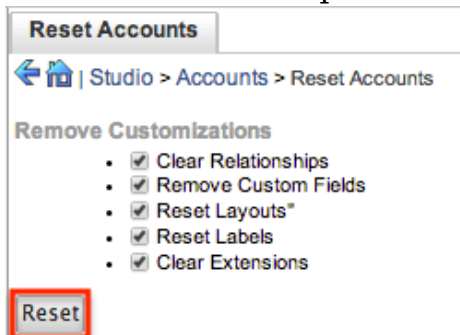 Reset Accounts
| Studio > Accounts > Reset Accounts
Remove Customizations
• Clear Relationships
• Remove Custom Fields
• Reset Layouts*
• Reset Labels
• Clear Extensions
Reset